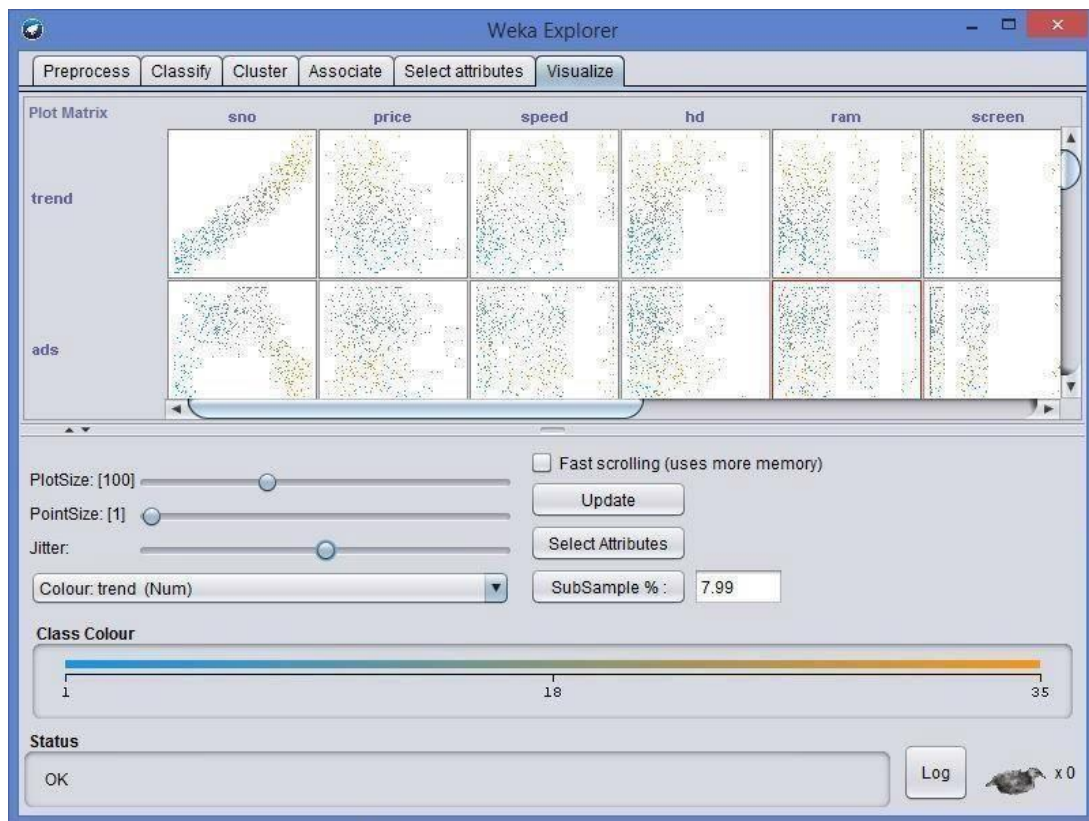 Weka Explorer
Preprocess Classify Cluster Associate Select attributes Visualize
Plot Matrix sno price speed hd ram screen
trend
ads
PlotSize: [100]
PointSize: [1]
Jitter:
Colour: trend (Num)
Fast scrolling (uses more memory)
Update
Select Attributes
SubSample % : 7.99
Class Colour
1 18 35
Status
OK
Log x 0